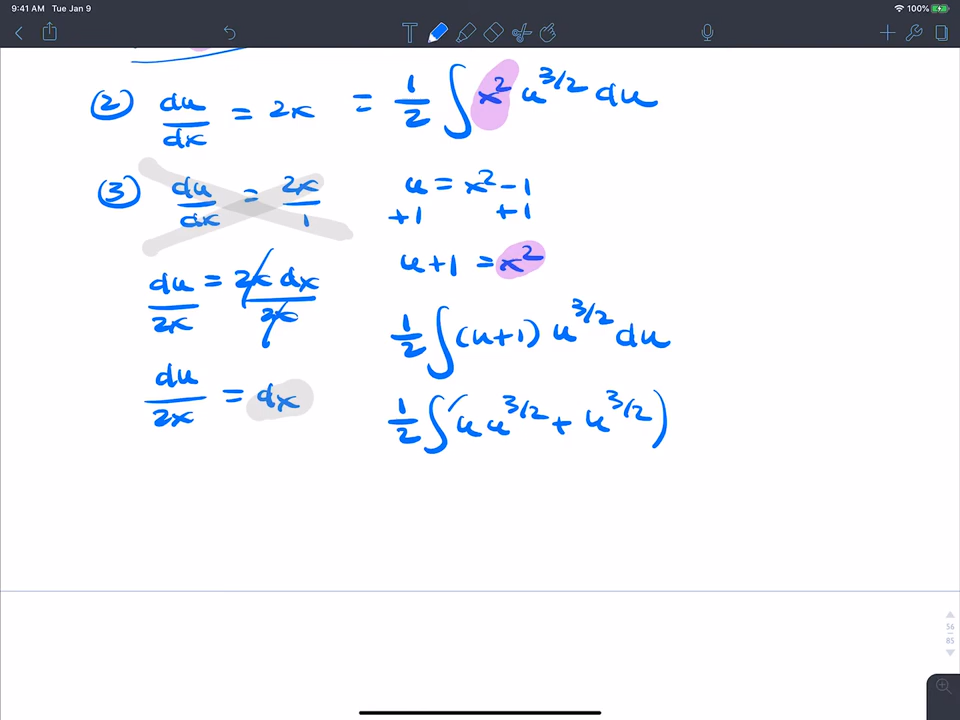 9:41 AM Tue Jan 9
100%
T
② du/dx = 2x
= 1/2 ∫ x² u^3/2 du
③ du/dx = 2x/1
u = x² - 1
+1 +1
u + 1 = x²
du/2x = 2x dx/2x
1/2 ∫ (u+1) u^3/2 du
du/2x = dx
1/2 ∫ (u u^3/2 + u^3/2)
56
85